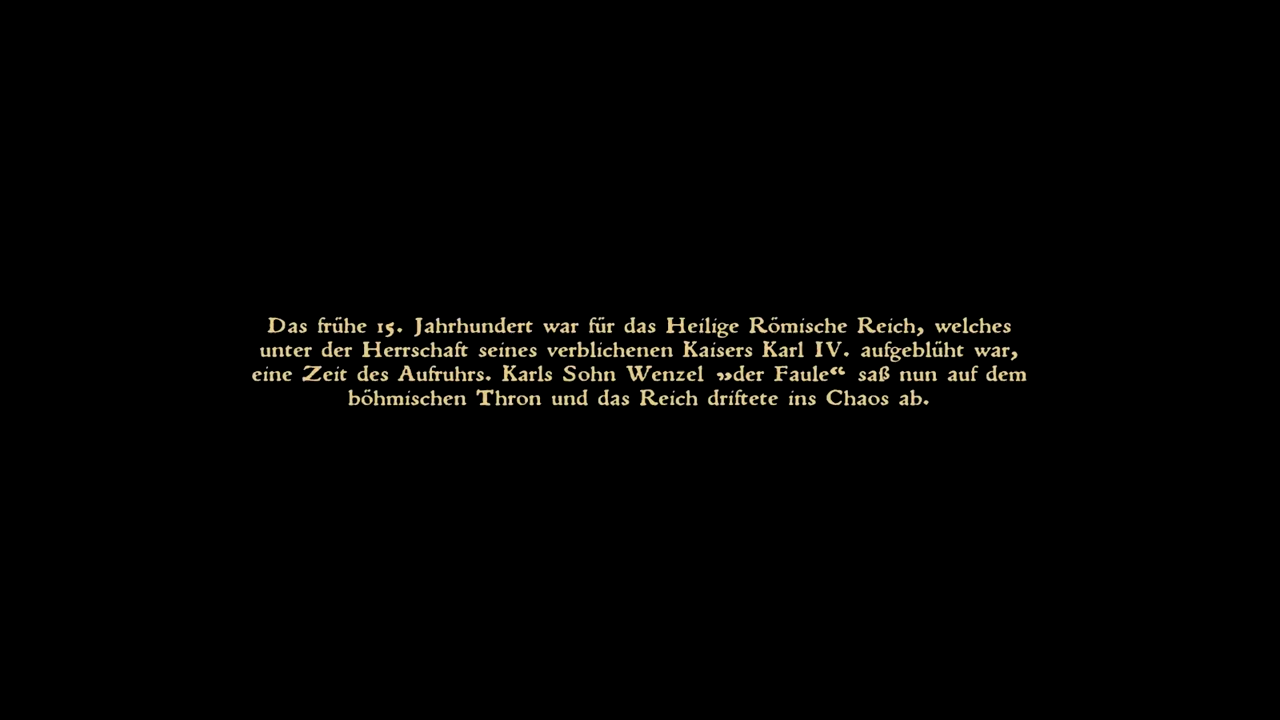 Das frühe 15. Jahrhundert war für das Heilige Römische Reich, welches
unter der Herrschaft seines verblichenen Kaisers Karl IV. aufgeblüht war,
eine Zeit des Aufruhrs. Karls Sohn Wenzel »der Faule“ saß nun auf dem
böhmischen Thron und das Reich driftete ins Chaos ab.